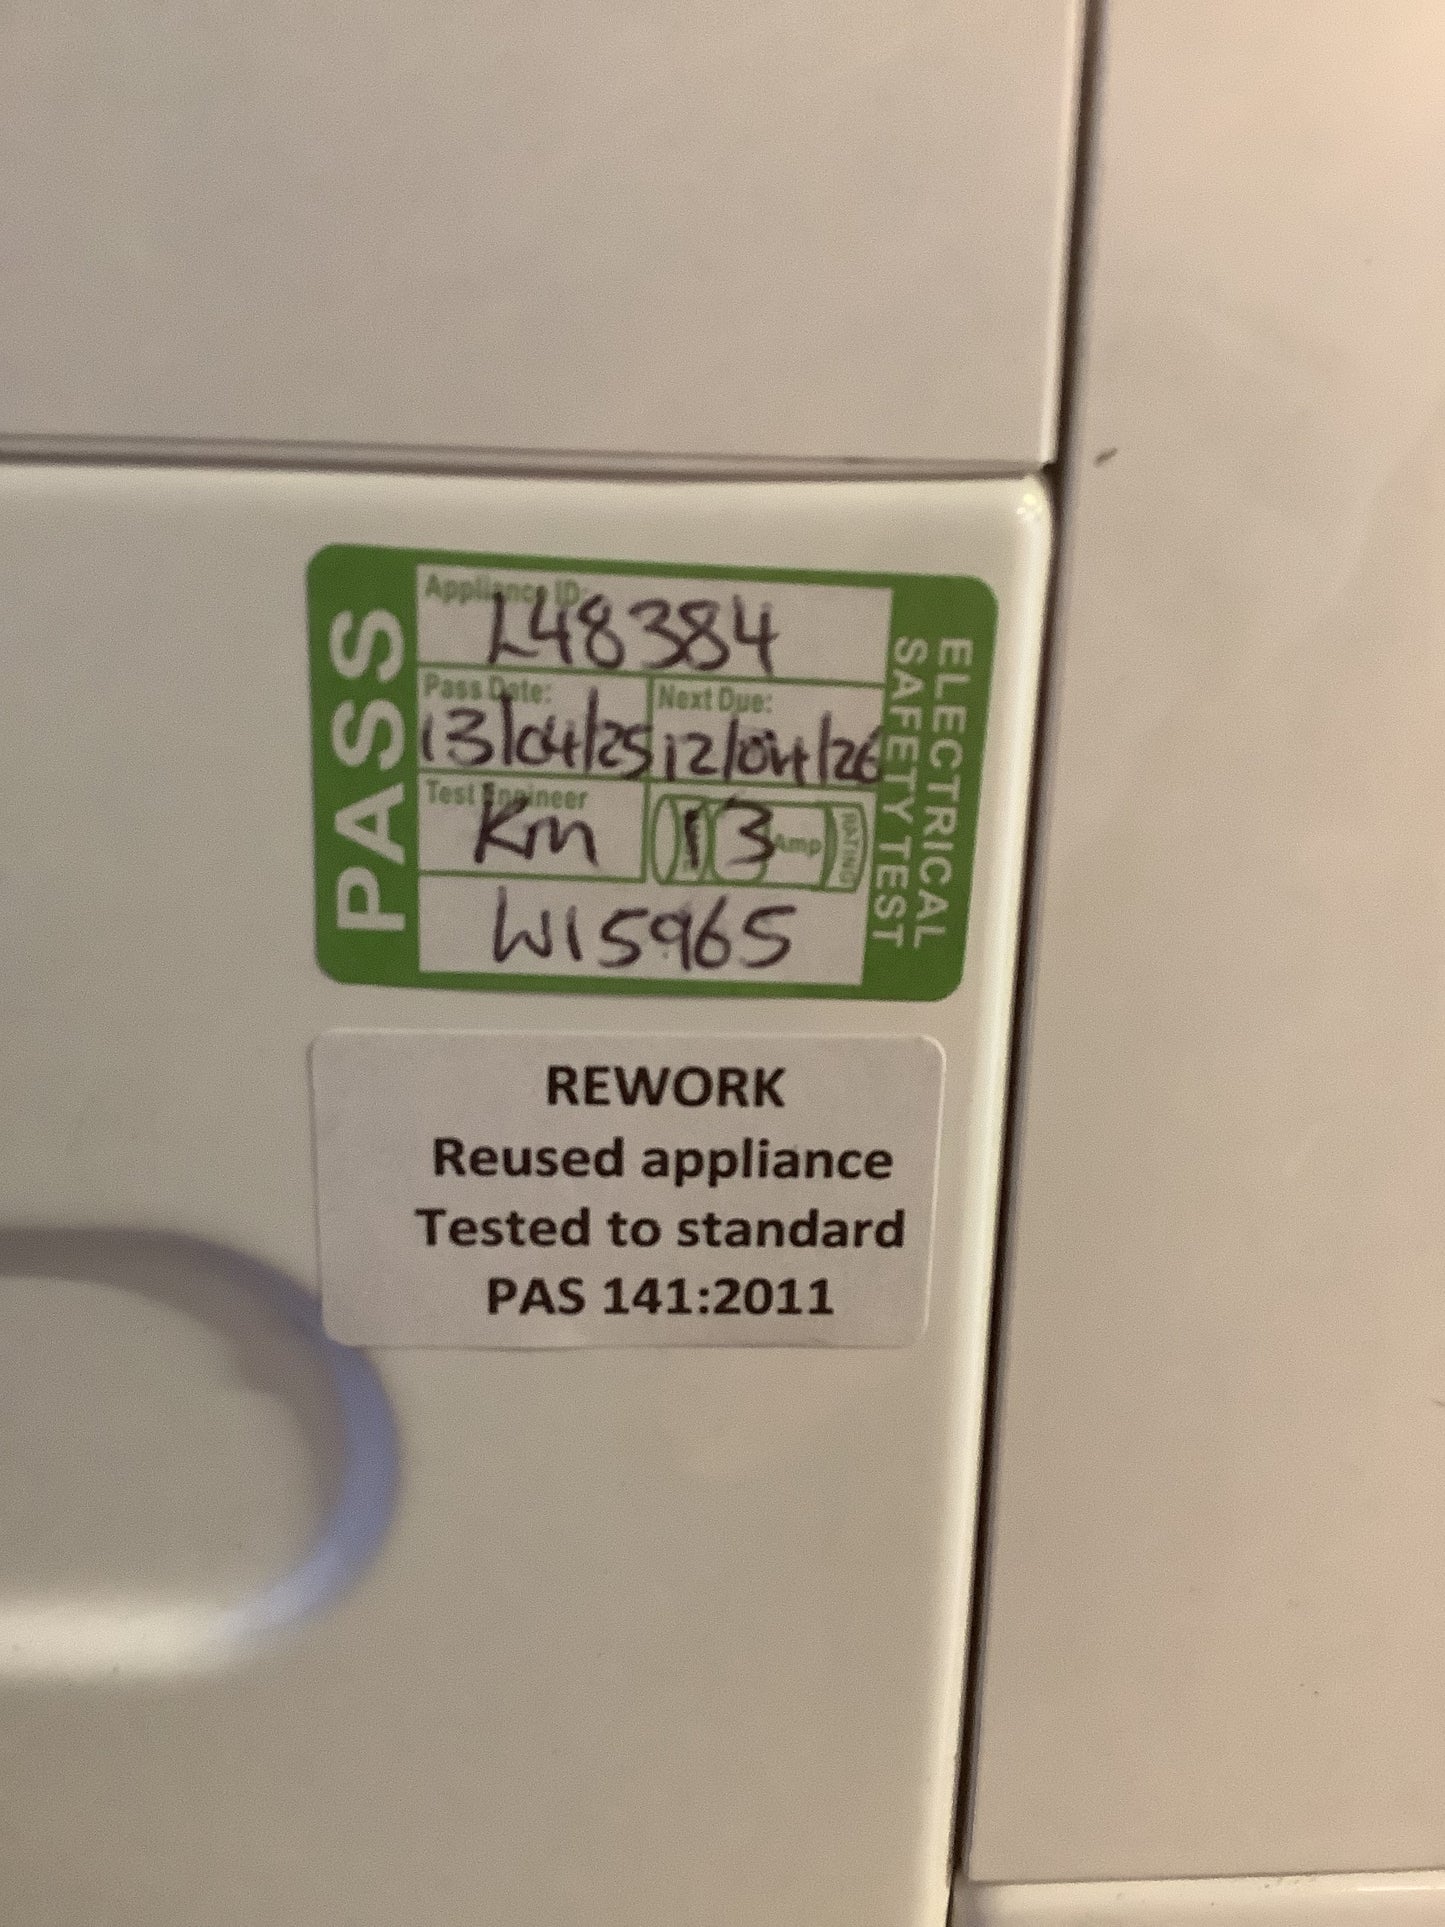 PASS
Appliance ID:
L48384
Pass Date:
13/04/25
Next Due:
12/04/26
Test Engineer
Km
13 Amp
RATING
W15965
ELECTRICAL
SAFETY TEST
REWORK
Reused appliance
Tested to standard
PAS 141:2011